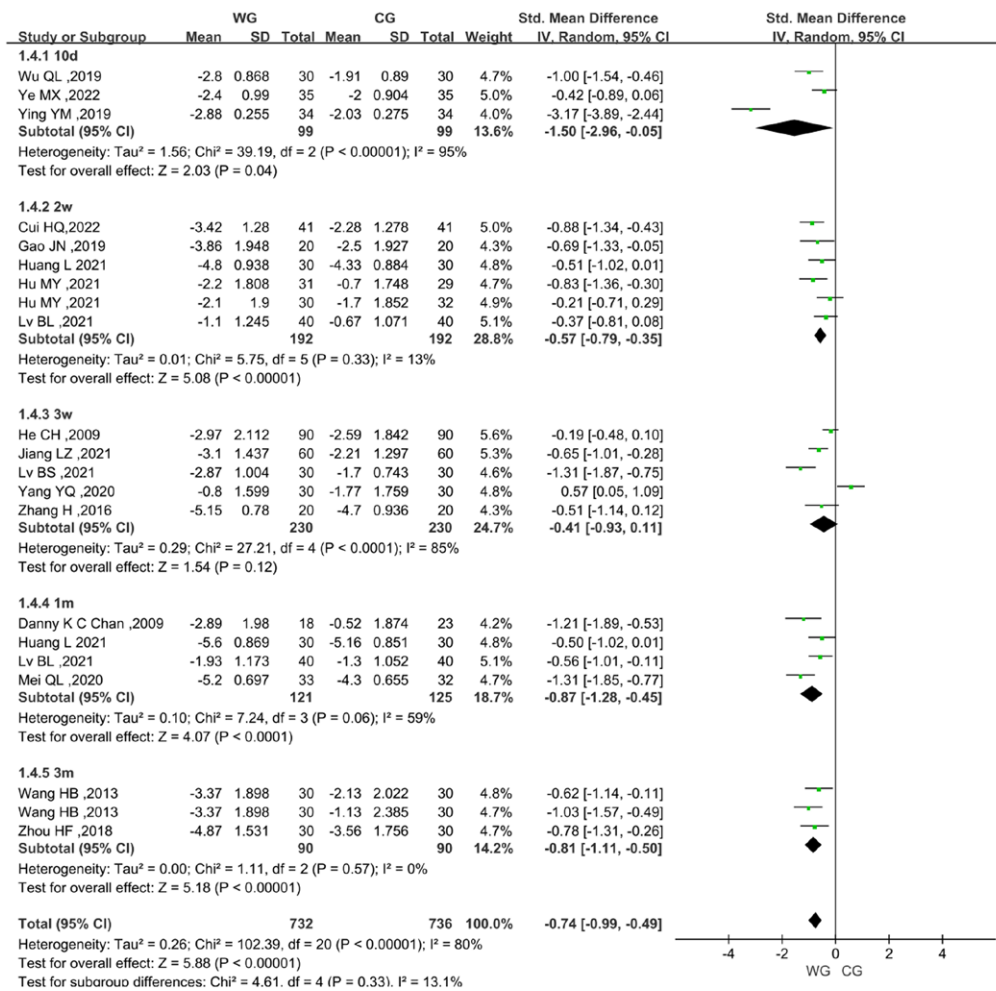 WG CG Std. Mean Difference Std. Mean Difference
Study or Subgroup Mean SD Total Mean SD Total Weight IV, Random, 95% CI IV, Random, 95% CI
1.4.1 10d
Wu QL ,2019 -2.8 0.868 30 -1.91 0.89 30 4.7% -1.00 [-1.54, -0.46]
Ye MX ,2022 -2.4 0.99 35 -2 0.904 35 5.0% -0.42 [-0.89, 0.06]
Ying YM ,2019 -2.88 0.255 34 -2.03 0.275 34 4.0% -3.17 [-3.89, -2.44]
Subtotal (95% CI) 99 99 13.6% -1.50 [-2.96, -0.05]
Heterogeneity: Tau² = 1.56; Chi² = 39.19, df = 2 (P < 0.00001); I² = 95%
Test for overall effect: Z = 2.03 (P = 0.04)
1.4.2 2w
Cui HQ,2022 -3.42 1.28 41 -2.28 1.278 41 5.0% -0.88 [-1.34, -0.43]
Gao JN ,2019 -3.86 1.948 20 -2.5 1.927 20 4.3% -0.69 [-1.33, -0.05]
Huang L 2021 -4.8 0.938 30 -4.33 0.884 30 4.8% -0.51 [-1.02, 0.01]
Hu MY ,2021 -2.2 1.808 31 -0.7 1.748 29 4.7% -0.83 [-1.36, -0.30]
Hu MY ,2021 -2.1 1.9 30 -1.7 1.852 32 4.9% -0.21 [-0.71, 0.29]
Lv BL ,2021 -1.1 1.245 40 -0.67 1.071 40 5.1% -0.37 [-0.81, 0.08]
Subtotal (95% CI) 192 192 28.8% -0.57 [-0.79, -0.35]
Heterogeneity: Tau² = 0.01; Chi² = 5.75, df = 5 (P = 0.33); I² = 13%
Test for overall effect: Z = 5.08 (P < 0.00001)
1.4.3 3w
He CH ,2009 -2.97 2.112 90 -2.59 1.842 90 5.6% -0.19 [-0.48, 0.10]
Jiang LZ ,2021 -3.1 1.437 60 -2.21 1.297 60 5.4% -0.65 [-1.01, -0.28]
Lv BS ,2021 -2.87 1.004 30 -1.7 0.743 30 4.6% -1.31 [-1.87, -0.75]
Yang YQ ,2020 -0.8 1.599 30 -1.77 1.759 30 4.8% 0.57 [0.05, 1.09]
Zhang H ,2016 -5.15 0.78 20 -4.7 0.936 20 4.3% -0.51 [-1.14, 0.12]
Subtotal (95% CI) 230 230 24.7% -0.41 [-0.93, 0.11]
Heterogeneity: Tau² = 0.29; Chi² = 27.21, df = 4 (P < 0.0001); I² = 85%
Test for overall effect: Z = 1.54 (P = 0.12)
1.4.4 1m
Danny K C Chan ,2009 -2.89 1.98 18 -0.52 1.874 23 4.2% -1.21 [-1.89, -0.53]
Huang L 2021 -5.6 0.869 30 -5.16 0.851 30 4.8% -0.50 [-1.02, 0.01]
Lv BL ,2021 -1.93 1.173 40 -1.3 1.052 40 5.1% -0.56 [-1.01, -0.11]
Mei QL ,2020 -5.2 0.697 33 -4.3 0.655 32 4.7% -1.31 [-1.85, -0.77]
Subtotal (95% CI) 121 125 18.7% -0.87 [-1.28, -0.45]
Heterogeneity: Tau² = 0.10; Chi² = 7.24, df = 3 (P = 0.06); I² = 59%
Test for overall effect: Z = 4.07 (P < 0.0001)
1.4.5 3m
Wang HB ,2013 -3.37 1.898 30 -2.13 2.022 30 4.8% -0.62 [-1.14, -0.11]
Wang HB ,2013 -3.37 1.898 30 -1.13 2.385 30 4.7% -1.03 [-1.57, -0.49]
Zhou HF ,2018 -4.87 1.531 30 -3.56 1.756 30 4.7% -0.78 [-1.31, -0.26]
Subtotal (95% CI) 90 90 14.2% -0.81 [-1.11, -0.50]
Heterogeneity: Tau² = 0.00; Chi² = 1.11, df = 2 (P = 0.57); I² = 0%
Test for overall effect: Z = 5.18 (P < 0.00001)
Total (95% CI) 732 736 100.0% -0.74 [-0.99, -0.49]
Heterogeneity: Tau² = 0.26; Chi² = 102.39, df = 20 (P < 0.00001); I² = 80%
Test for overall effect: Z = 5.88 (P < 0.00001)
Test for subgroup differences: Chi² = 4.61, df = 4 (P = 0.33), I² = 13.1%
-4 -2 0 2 4
WG CG